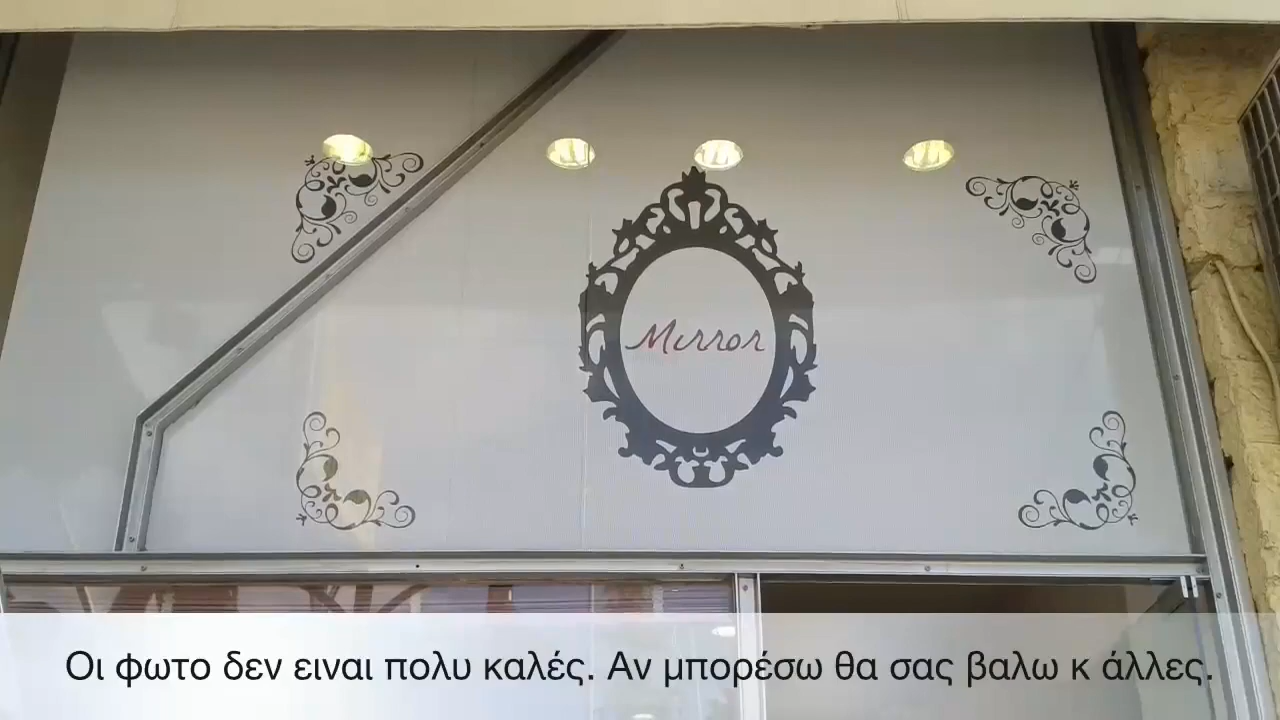 Mirror
Οι φωτο δεν ειναι πολυ καλές. Αν μπορέσω θα σας βαλω κ άλλες.